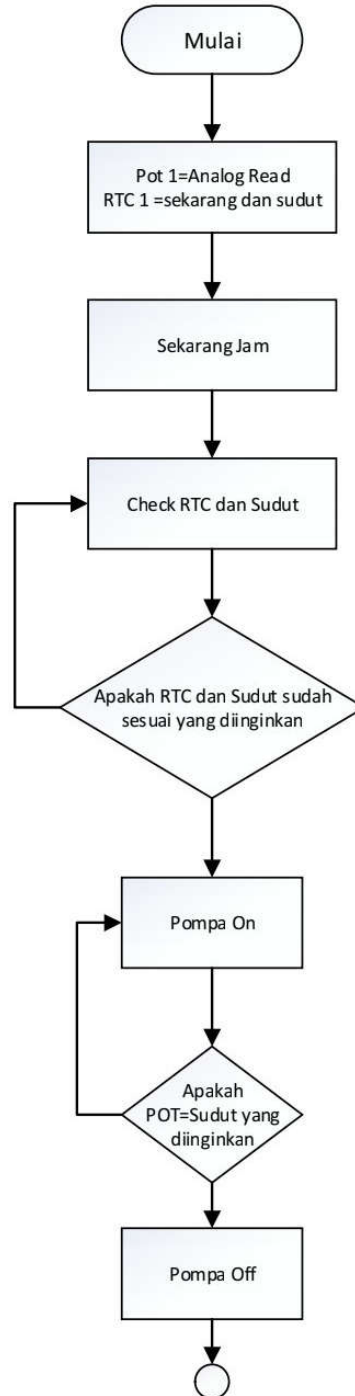 Mulai
Pot 1=Analog Read
RTC 1 =sekarang dan sudut
Sekarang Jam
Check RTC dan Sudut
Apakah RTC dan Sudut sudah
sesuai yang diinginkan
Pompa On
Apakah
POT=Sudut yang
diinginkan
Pompa Off